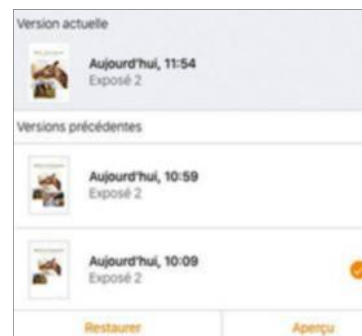 Version actuelle
Aujourd'hui, 11:54
Exposé 2
Versions précédentes
Aujourd'hui, 10:59
Exposé 2
Aujourd'hui, 10:09
Exposé 2
Restaurer Aperçu